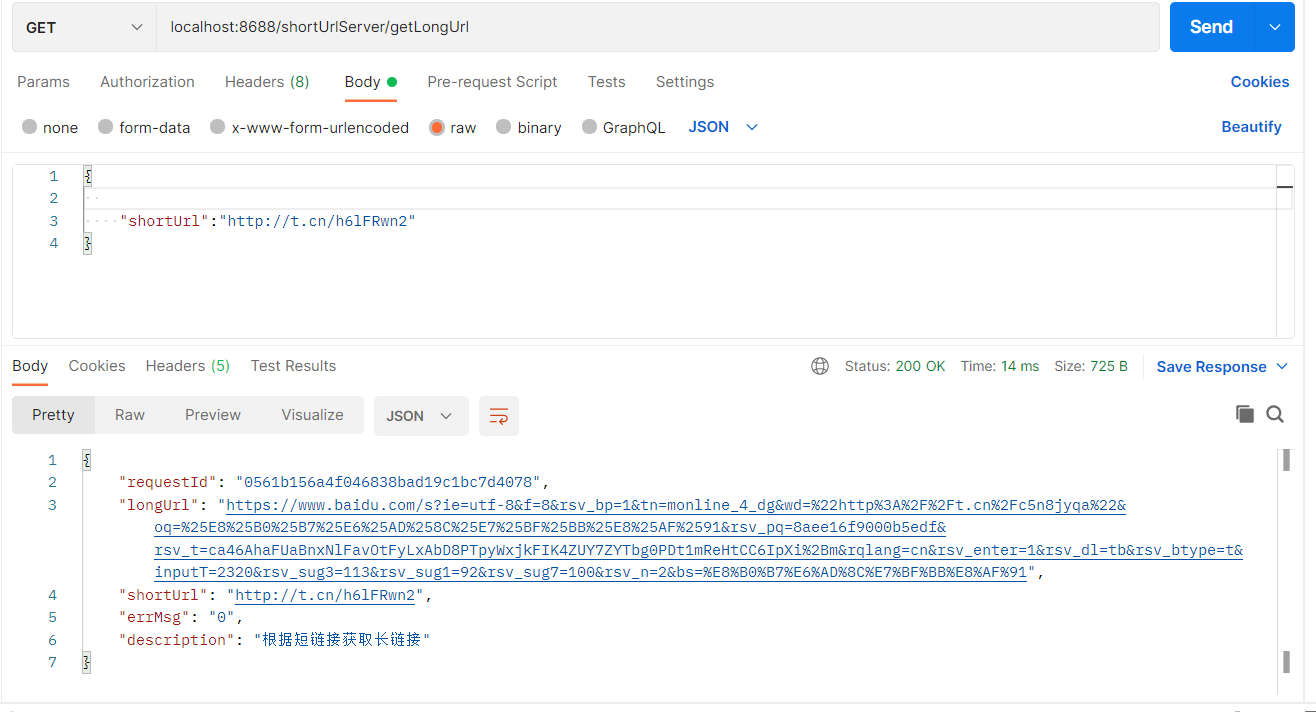 GET localhost:8688/shortUrlServer/getLongUrl Send
Params Authorization Headers (8) Body Pre-request Script Tests Settings Cookies
none form-data x-www-form-urlencoded raw binary GraphQL JSON Beautify
1 {
2
3 "shortUrl":"http://t.cn/h6lFRwn2"
4 }
Body Cookies Headers (5) Test Results Status: 200 OK Time: 14 ms Size: 725 B Save Response
Pretty Raw Preview Visualize JSON
1 {
2 "requestId": "0561b156a4f046838bad19c1bc7d4078",
3 "longUrl": "https://www.baidu.com/s?ie=utf-8&f=8&rsv_bp=1&tn=monline_4_dg&wd=%22http%3A%2F%2Ft.cn%2Fc5n8jyqa%22&
oq=%25E8%25B0%25B7%25E6%25AD%258C%25E7%25BF%25BB%25E8%25AF%2591&rsv_pq=8aee16f9000b5edf&
rsv_t=ca46AhaFUaBnxNlFavOtFyLxAbD8PTpyWxjkFIK4ZUY7ZYTbg0PDt1mReHtCC6IpXi%2Bm&rqlang=cn&rsv_enter=1&rsv_dl=tb&rsv_btype=t&
inputT=2320&rsv_sug3=113&rsv_sug1=92&rsv_sug7=100&rsv_n=2&bs=%E8%B0%B7%E6%AD%8C%E7%BF%BB%E8%AF%91",
4 "shortUrl": "http://t.cn/h6lFRwn2",
5 "errMsg": "0",
6 "description": "根据短链接获取长链接"
7 }